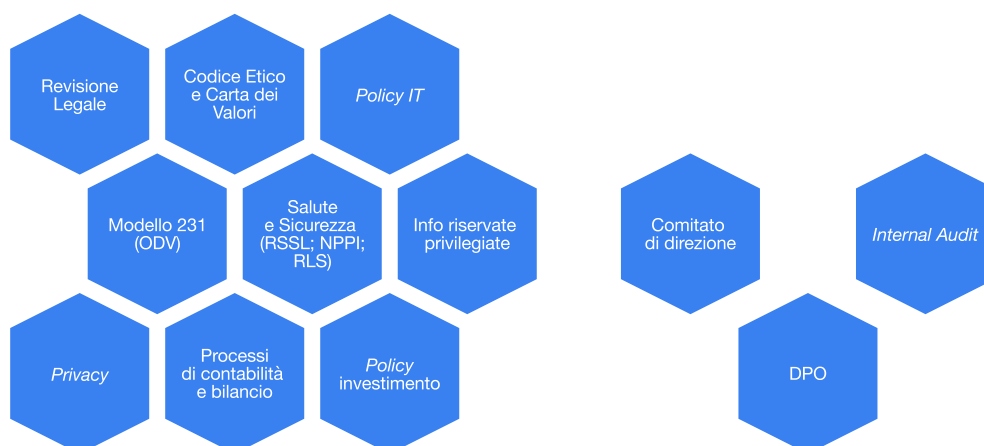 Revisione
Legale
Codice Etico
e Carta dei
Valori
Policy IT
Modello 231
(ODV)
Salute
e Sicurezza
(RSSL; NPPI;
RLS)
Info riservate
privilegiate
Comitato
di direzione
Internal Audit
Privacy
Processi
di contabilità
e bilancio
Policy
investimento
DPO